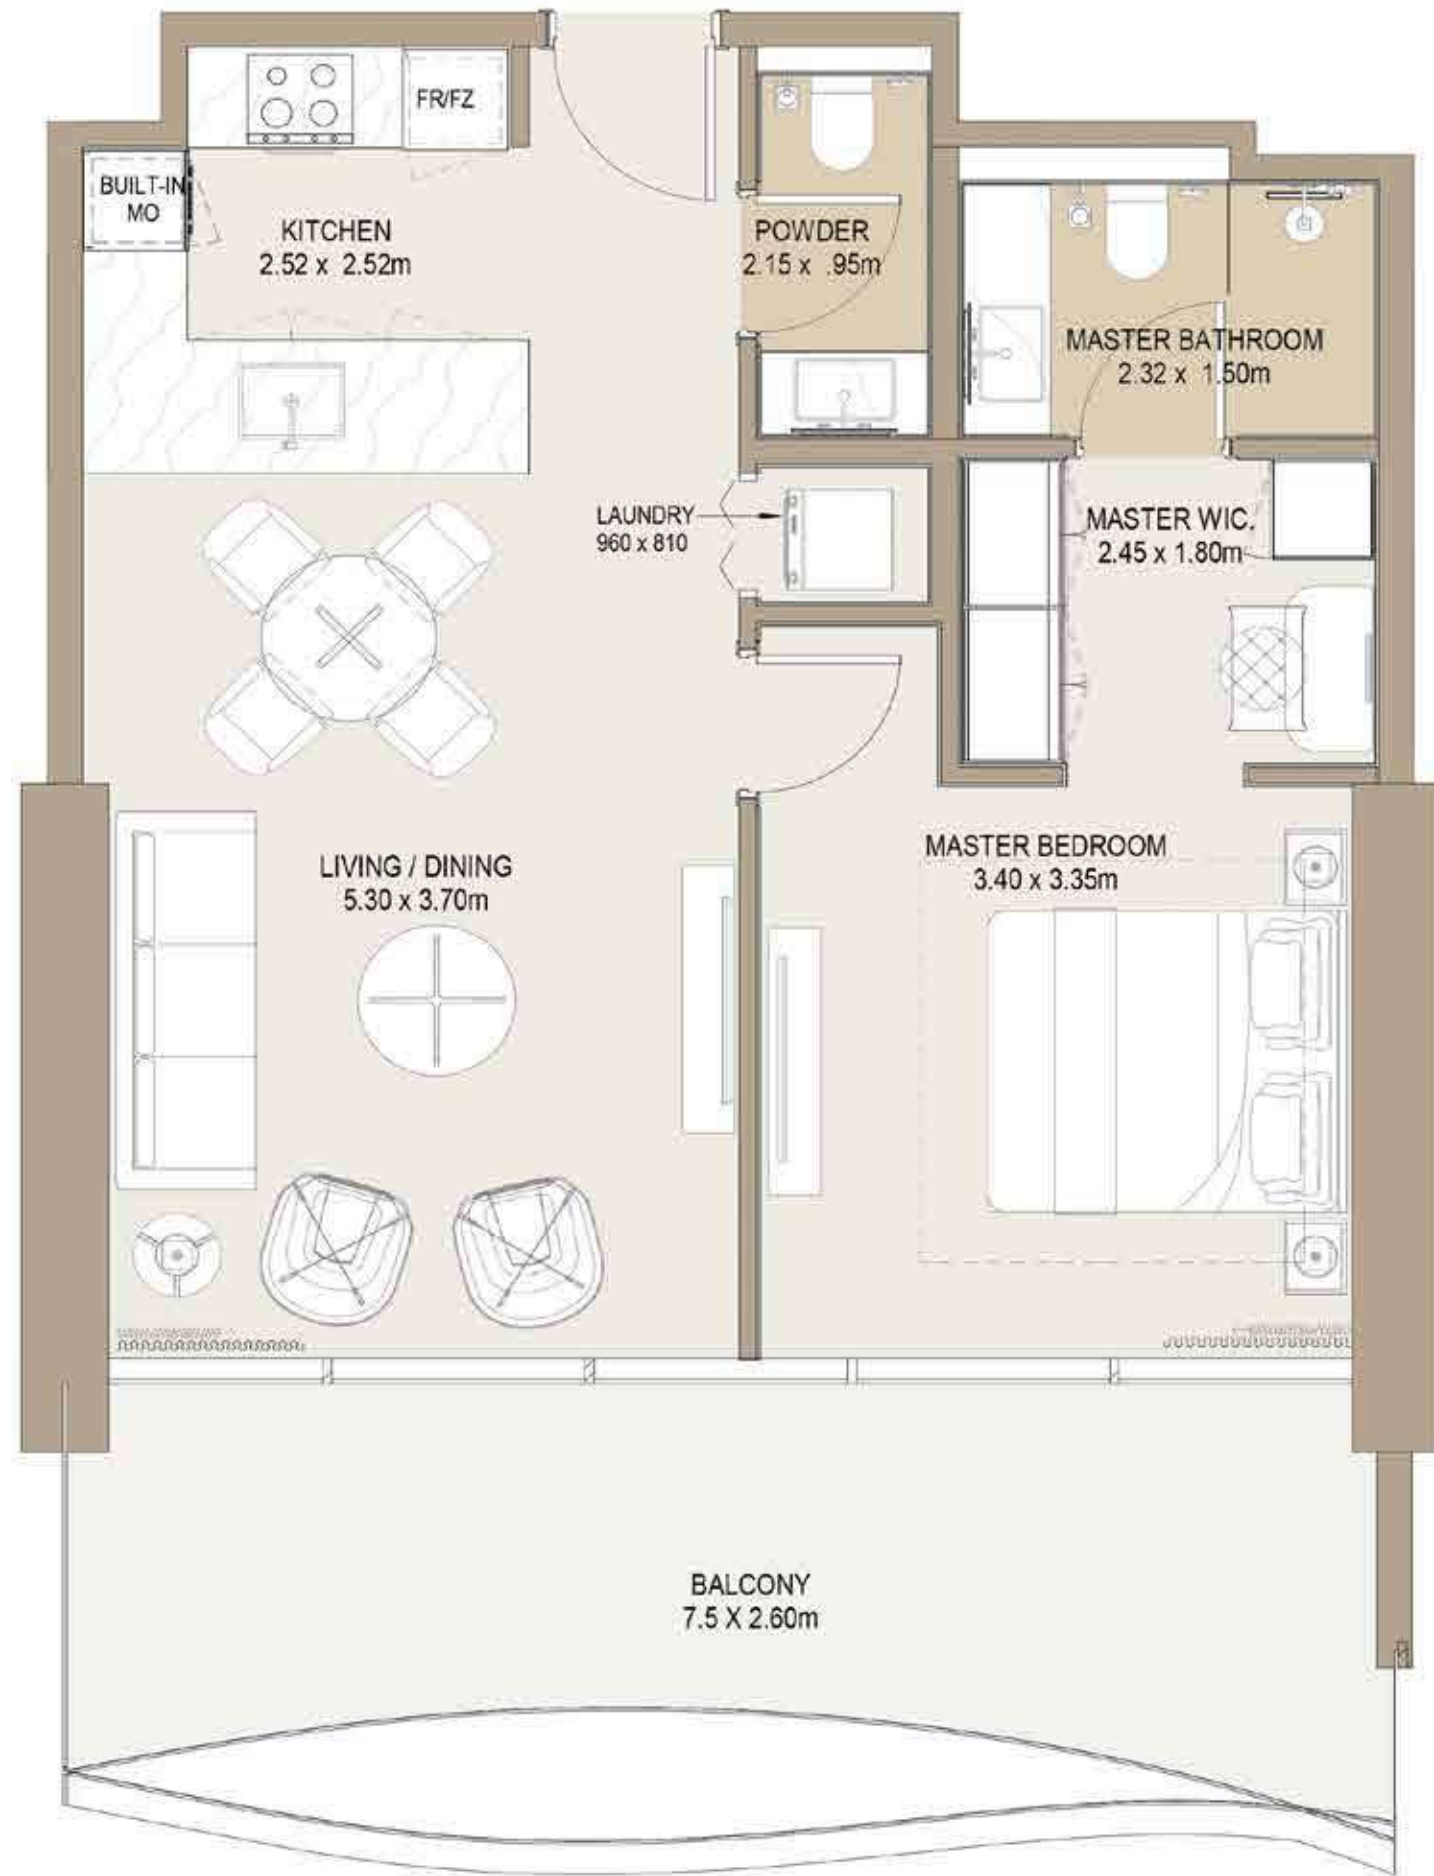 FR/FZ
BUILT-IN
MO
KITCHEN
2.52 x 2.52m
POWDER
2.15 x .95m
MASTER BATHROOM
2.32 x 1.50m
LAUNDRY
960 x 810
MASTER WIC.
2.45 x 1.80m
LIVING / DINING
5.30 x 3.70m
MASTER BEDROOM
3.40 x 3.35m
BALCONY
7.5 X 2.60m